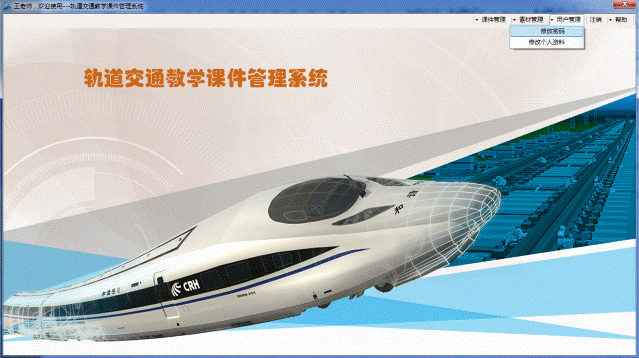 王老师，欢迎使用---轨道交通教学课件管理系统
课件管理 素材管理 用户管理 注销 帮助
修改密码
修改个人资料
轨道交通教学课件管理系统
和谐
CRH